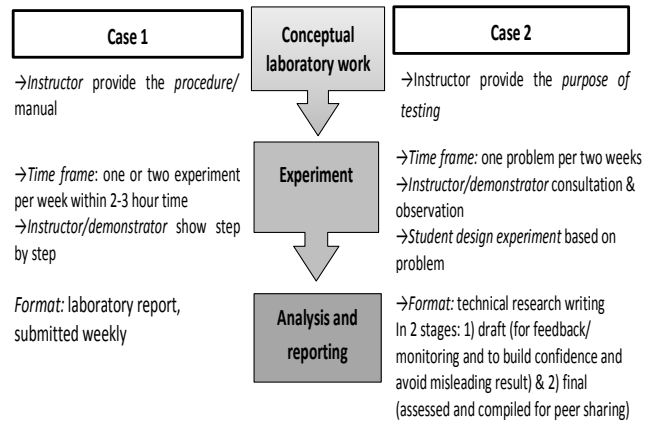 Case 1
→Instructor provide the procedure/
manual
→Time frame: one or two experiment
per week within 2-3 hour time
→Instructor/demonstrator show step
by step
Format: laboratory report,
submitted weekly
Conceptual
laboratory work
Experiment
Analysis and
reporting
Case 2
→Instructor provide the purpose of
testing
→Time frame: one problem per two weeks
→Instructor/demonstrator consultation &
observation
→Student design experiment based on
problem
→Format: technical research writing
In 2 stages: 1) draft (for feedback/
monitoring and to build confidence and
avoid misleading result) & 2) final
(assessed and compiled for peer sharing)